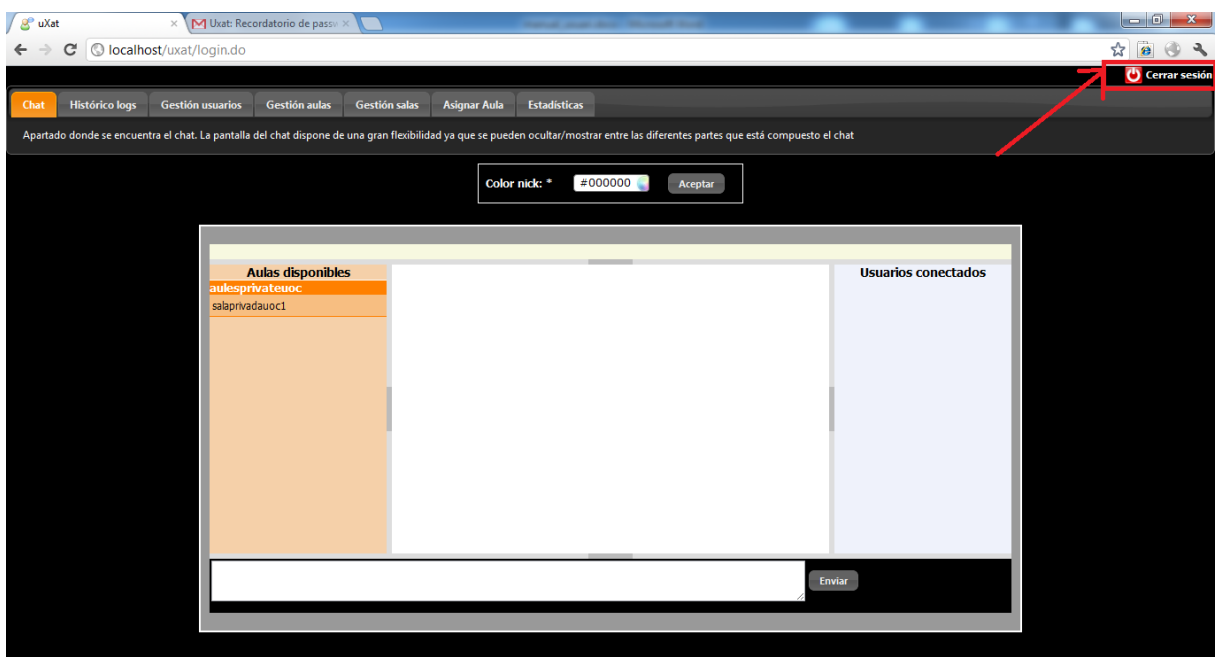 uXat
Uxat: Recordatorio de passw
localhost/uxat/login.do
Cerrar sesión
Chat Histórico logs Gestión usuarios Gestión aulas Gestión salas Asignar Aula Estadísticas
Apartado donde se encuentra el chat. La pantalla del chat dispone de una gran flexibilidad ya que se pueden ocultar/mostrar entre las diferentes partes que está compuesto el chat
Color nick: * #000000 Aceptar
Aulas disponibles
Usuarios conectados
aulesprivateuoc
salaprivadauoc1
Enviar